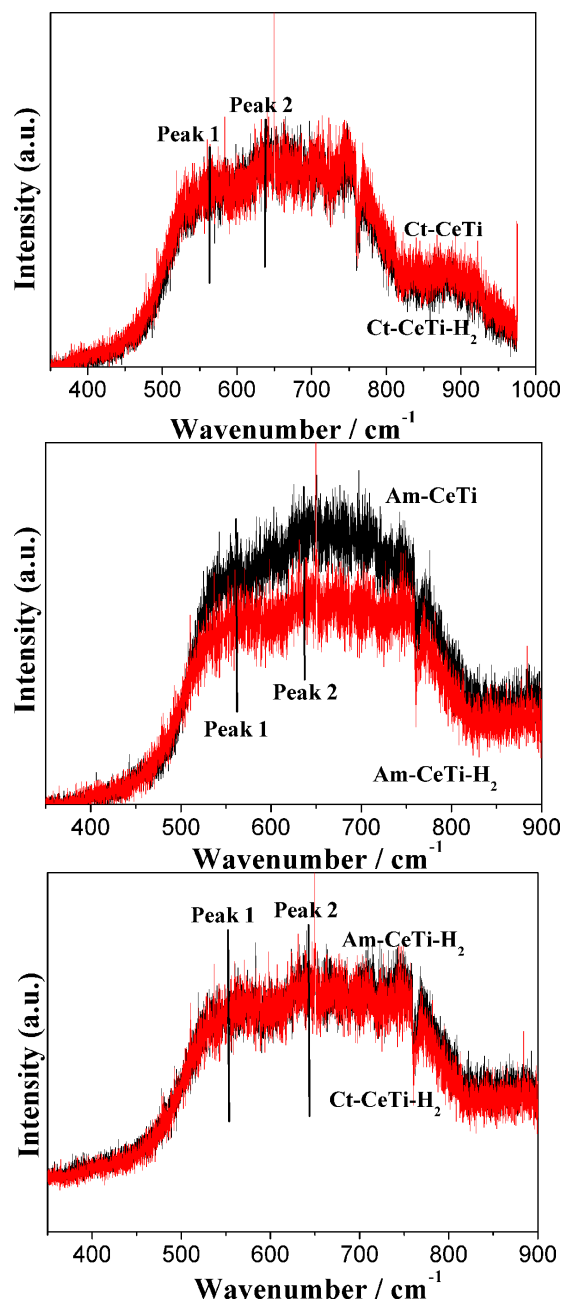 Intensity (a.u.)
Peak 1
Peak 2
Ct-CeTi
Ct-CeTi-H₂
400 500 600 700 800 900 1000
Wavenumber / cm⁻¹
Intensity (a.u.)
Am-CeTi
Peak 2
Peak 1
Am-CeTi-H₂
400 500 600 700 800 900
Wavenumber / cm⁻¹
Intensity (a.u.)
Peak 1
Peak 2
Am-CeTi-H₂
Ct-CeTi-H₂
400 500 600 700 800 900
Wavenumber / cm⁻¹